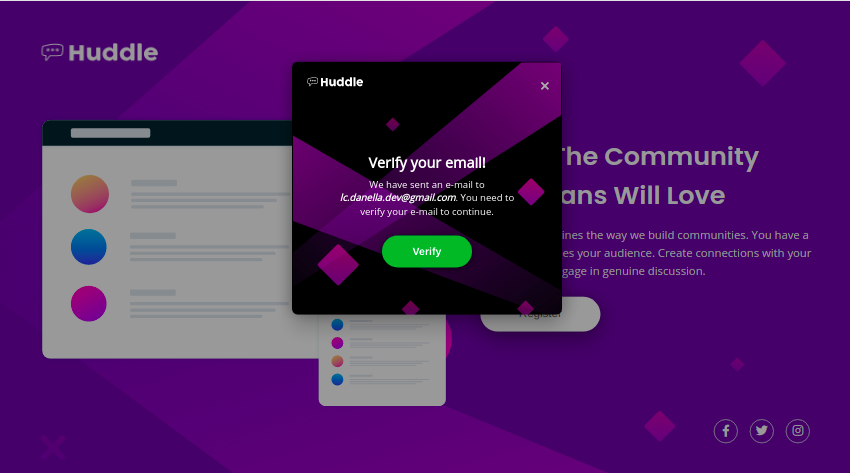 Huddle
Huddle
×
Verify your email!
We have sent an e-mail to
lc.danella.dev@gmail.com. You need to
verify your e-mail to continue.
Verify
The Community
ans Will Love
ines the way we build communities. You have a
es your audience. Create connections with your
gage in genuine discussion.
Register